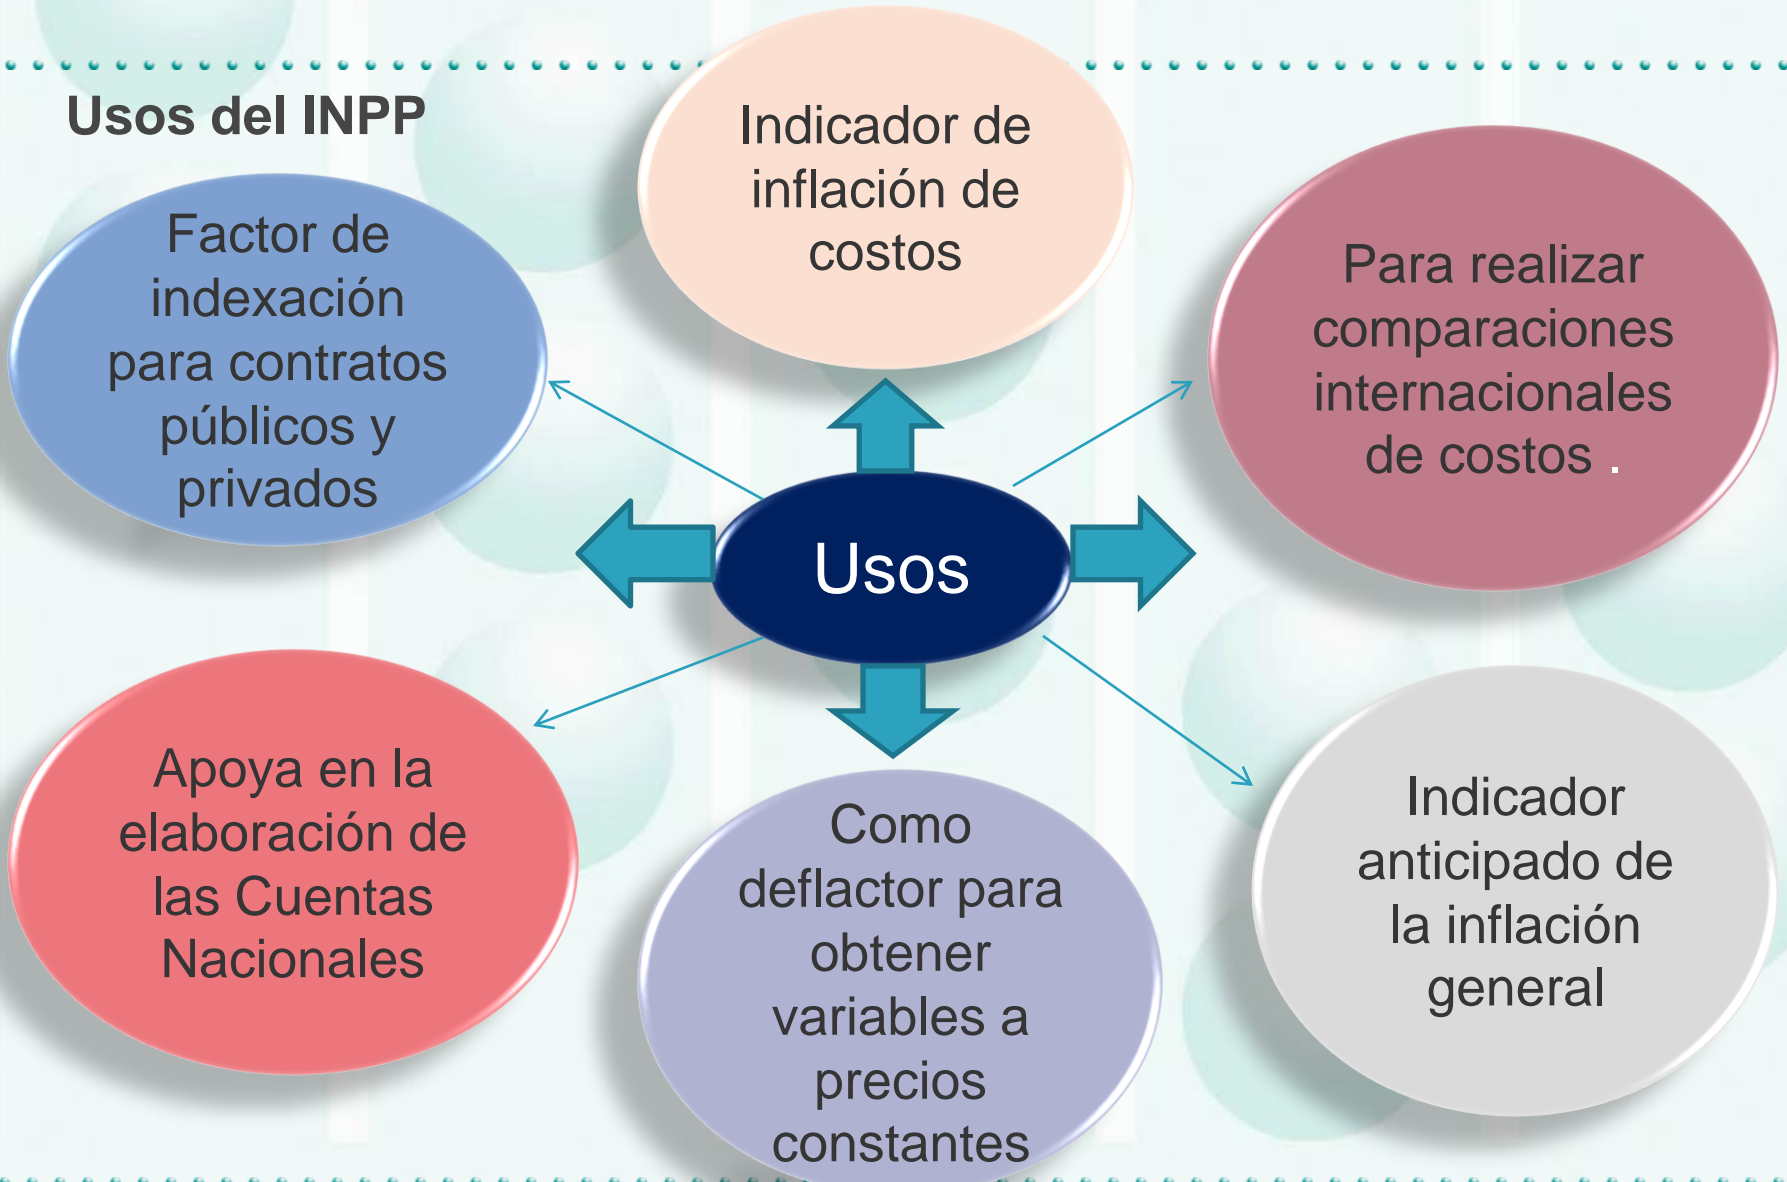 Usos del INPP
Indicador de
inflación de
costos
Factor de
indexación
para contratos
públicos y
privados
Para realizar
comparaciones
internacionales
de costos .
Usos
Apoya en la
elaboración de
las Cuentas
Nacionales
Como
deflactor para
obtener
variables a
precios
constantes
Indicador
anticipado de
la inflación
general